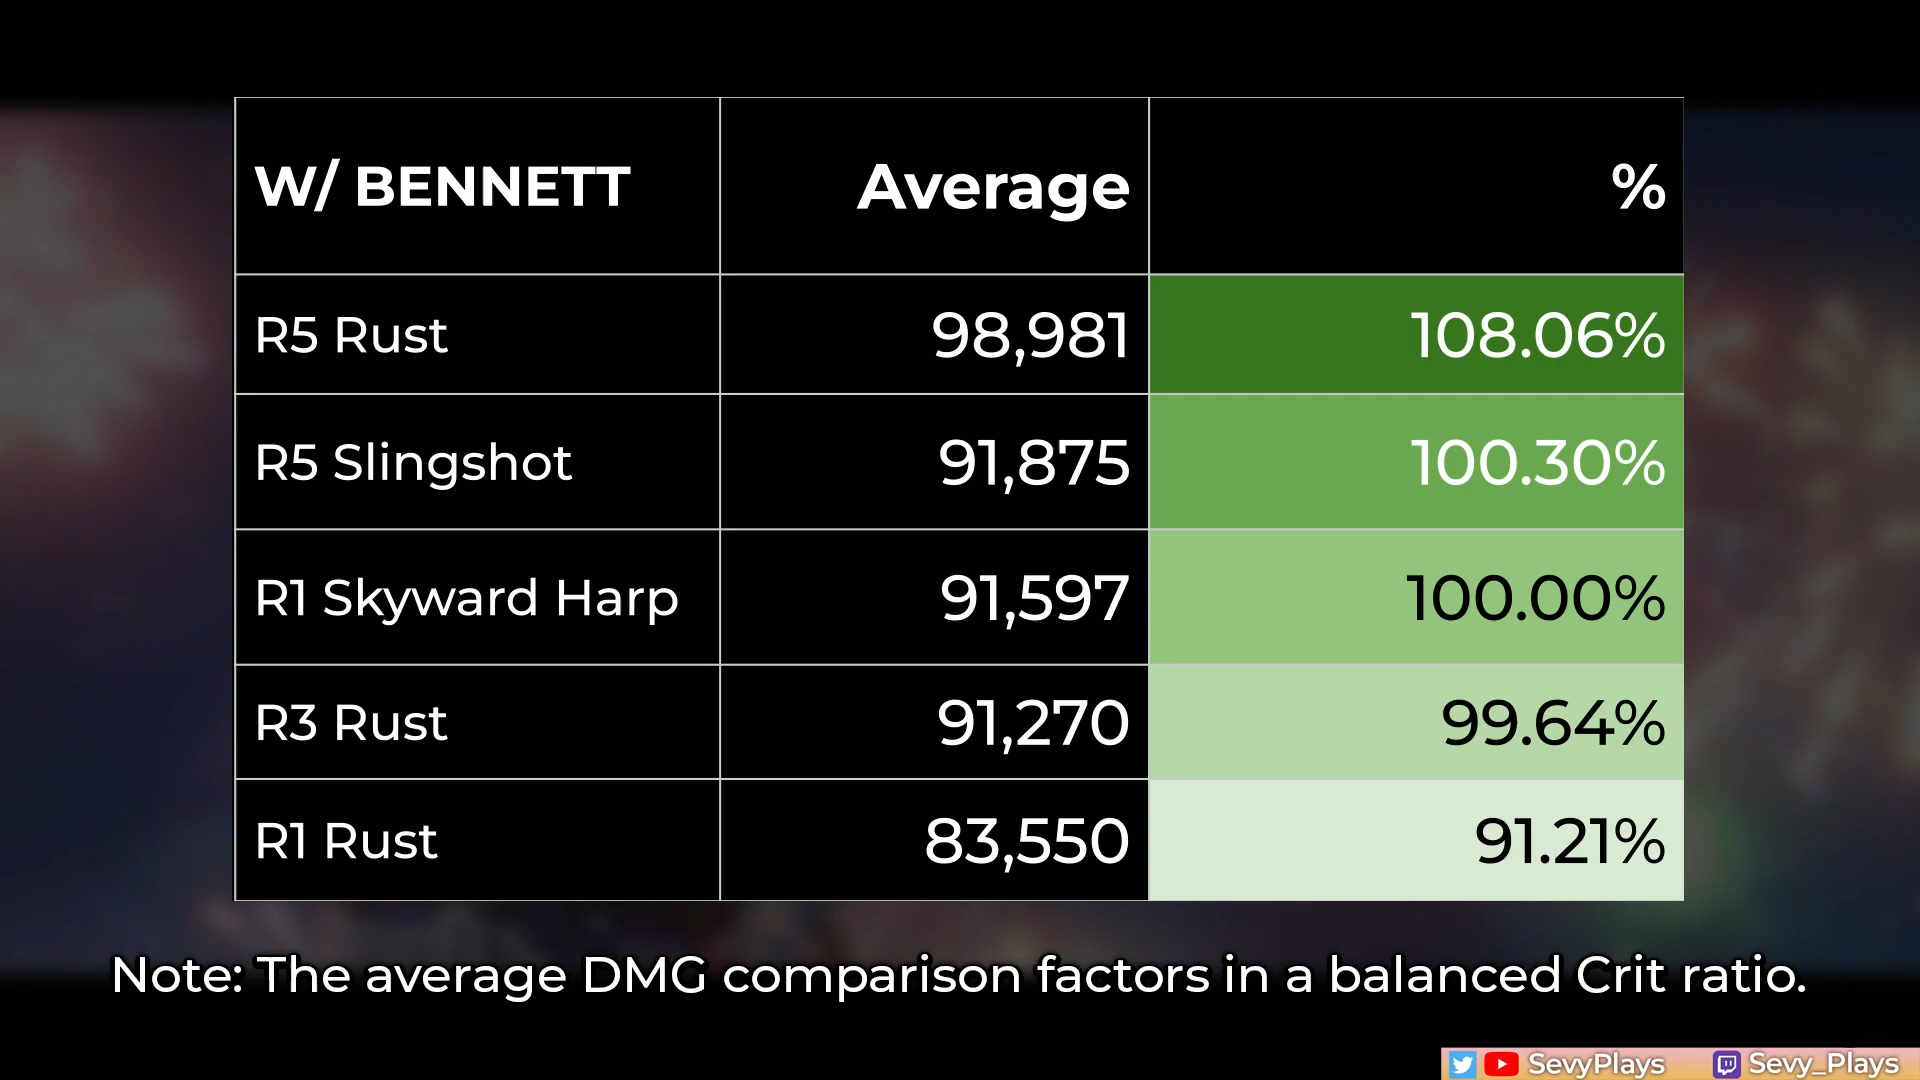 W/ BENNETT Average %
R5 Rust 98,981 108.06%
R5 Slingshot 91,875 100.30%
R1 Skyward Harp 91,597 100.00%
R3 Rust 91,270 99.64%
R1 Rust 83,550 91.21%
Note: The average DMG comparison factors in a balanced Crit ratio.
SevyPlays Sevy_Plays